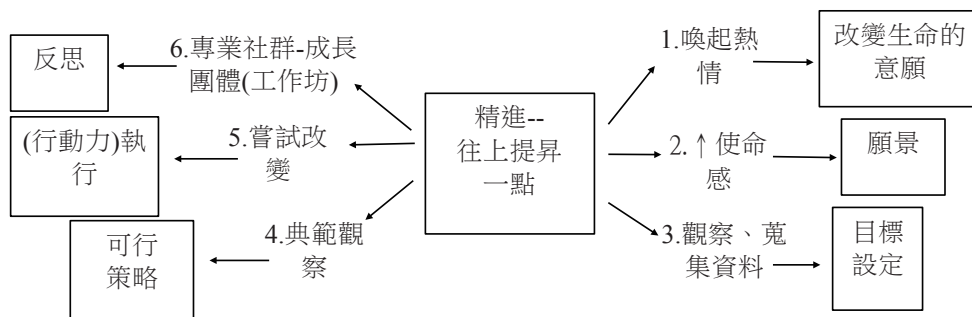 6.專業社群-成長
團體(工作坊)
反思
1.喚起熱
情
改變生命的
意願
精進--
往上提昇
一點
(行動力)執
行
5.嘗試改
變
2.↑使命
感
願景
4.典範觀
察
可行
策略
3.觀察、蒐
集資料
目標
設定